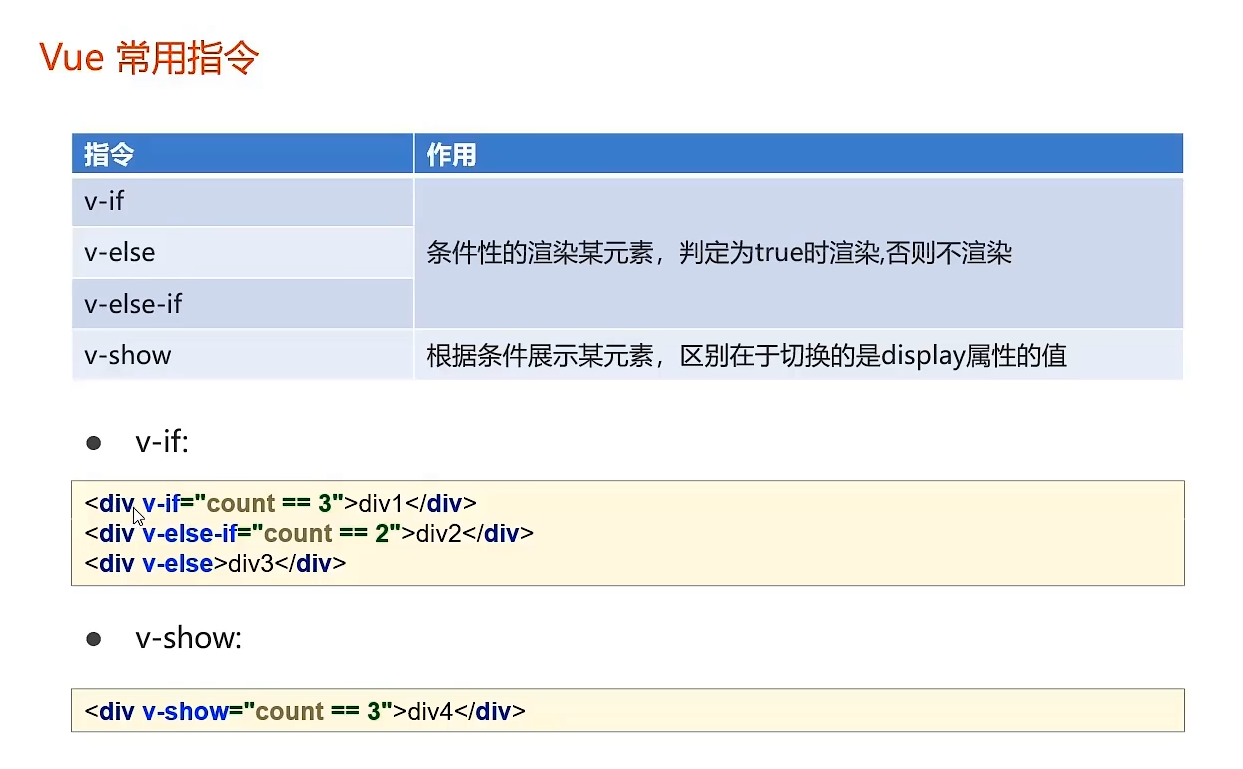 Vue 常用指令
指令 作用
v-if
v-else 条件性的渲染某元素，判定为true时渲染,否则不渲染
v-else-if
v-show 根据条件展示某元素，区别在于切换的是display属性的值
● v-if:
<div v-if="count == 3">div1</div>
<div v-else-if="count == 2">div2</div>
<div v-else>div3</div>
● v-show:
<div v-show="count == 3">div4</div>